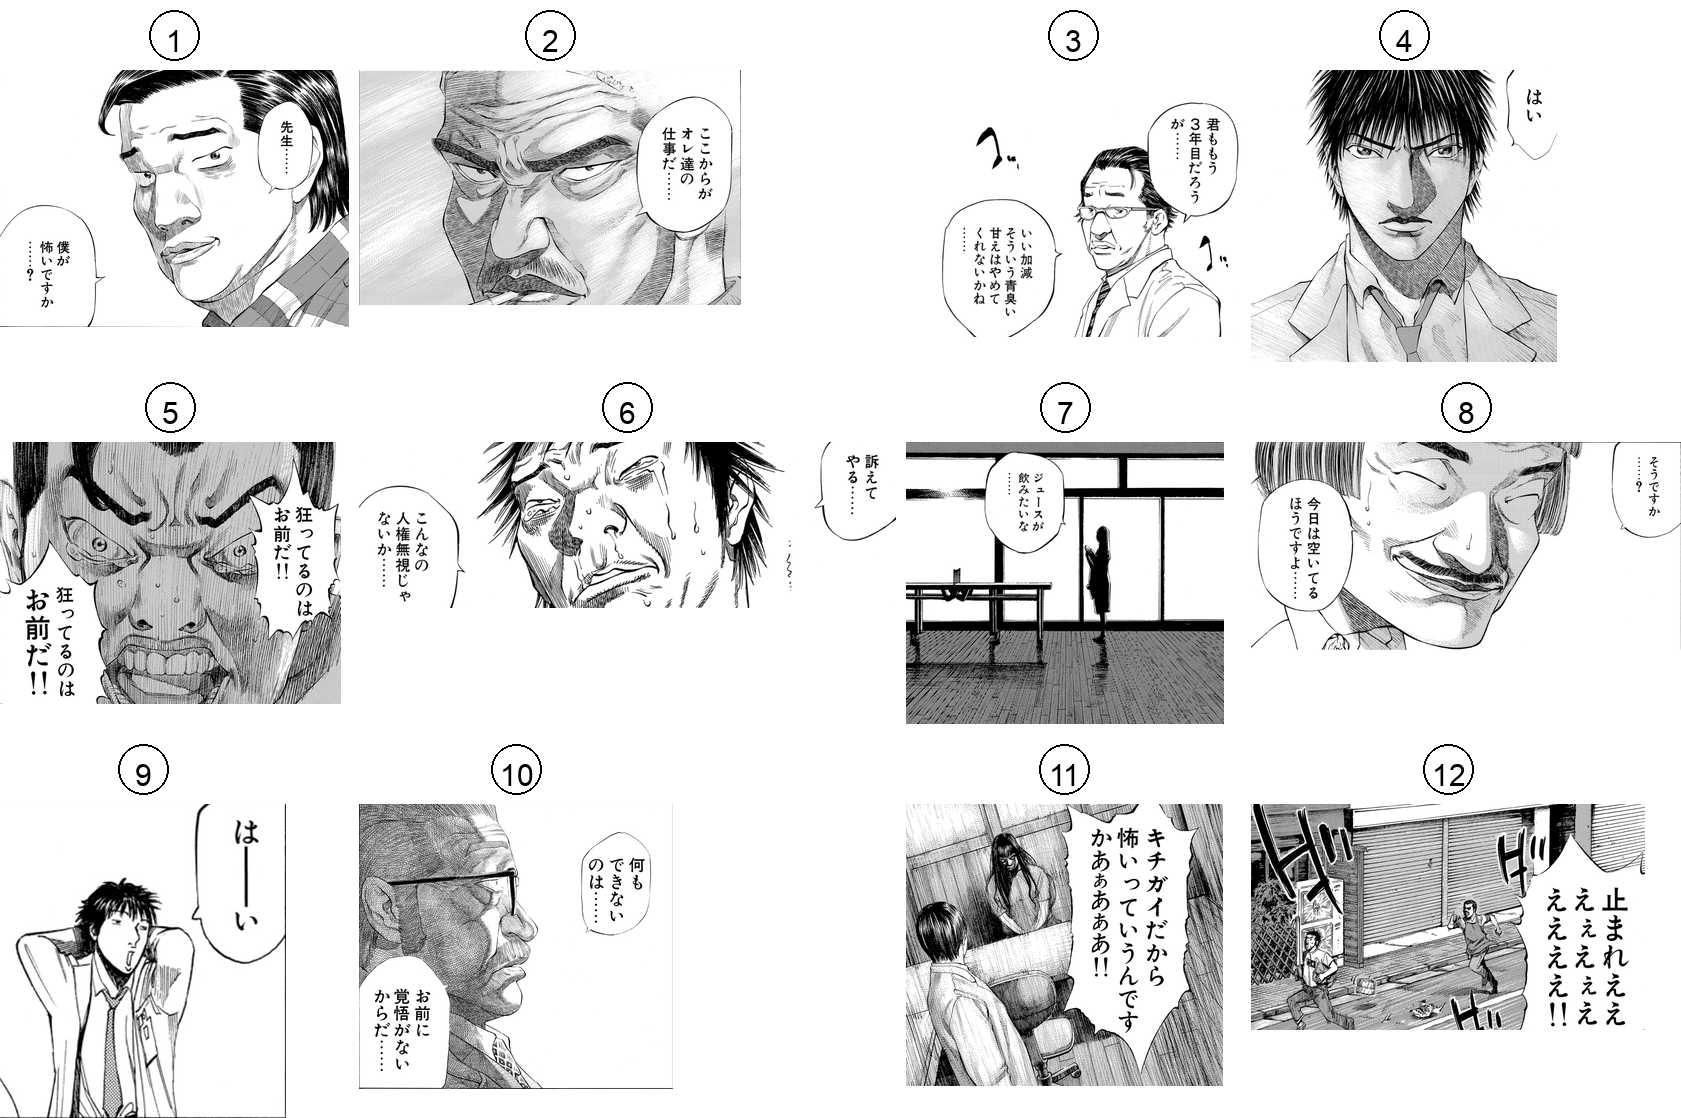 1
先生……
僕が
怖いですか
……?
2
ここからが
オレ達の
仕事だ……
3
君ももう
3年目だろう
が……
いい加減
そういう青臭い
甘えはやめて
くれないかね
……
4
はい
5
狂ってるのは
お前だ!!
狂ってるのは
お前だ!!
6
訴えて
やる……
こんなの
人権無視じゃ
ないか……
7
ジュースが
飲みたいな
……
8
そうですか
……?
今日は空いてる
ほうですよ……
9
はーーい
10
何も
できない
のは……
お前に
覚悟がない
からだ……
11
キチガイだから
怖いっていうんです
かあぁあぁあ!!
12
止まれええ
えぇえぇえ
ええええ!!